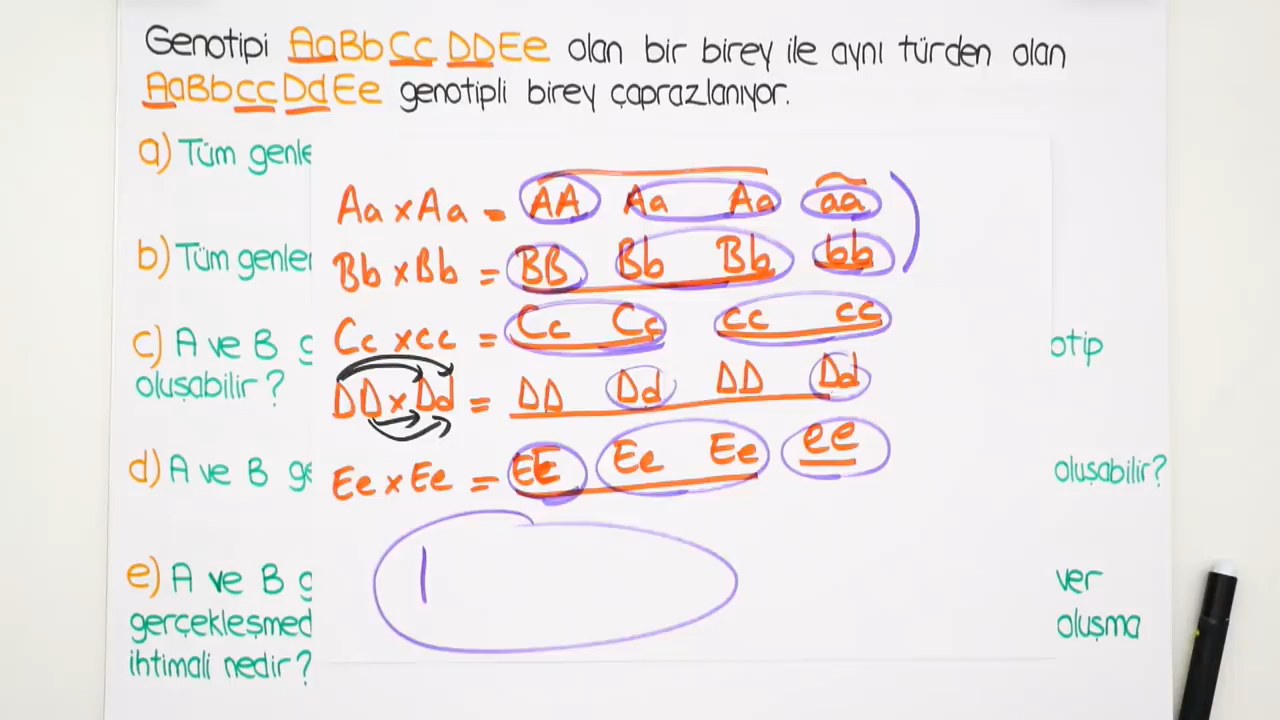 Genotipi AaBbCcDDEe olan bir birey ile aynı türden olan
AaBbccDdEe genotipli birey çaprazlanıyor.
a) Tüm genle
Aa x Aa = AA Aa Aa aa
b) Tüm genler
Bb x Bb = BB Bb Bb bb
c) A ve B g
Cc x cc = Cc Cc cc cc
otip
oluşabilir ?
DD x Dd = DD Dd DD Dd
d) A ve B ge
Ee x Ee = EE Ee Ee ee
oluşabilir?
e) A ve B g
ver
gerçekleşmed
oluşma
ihtimali nedir ?